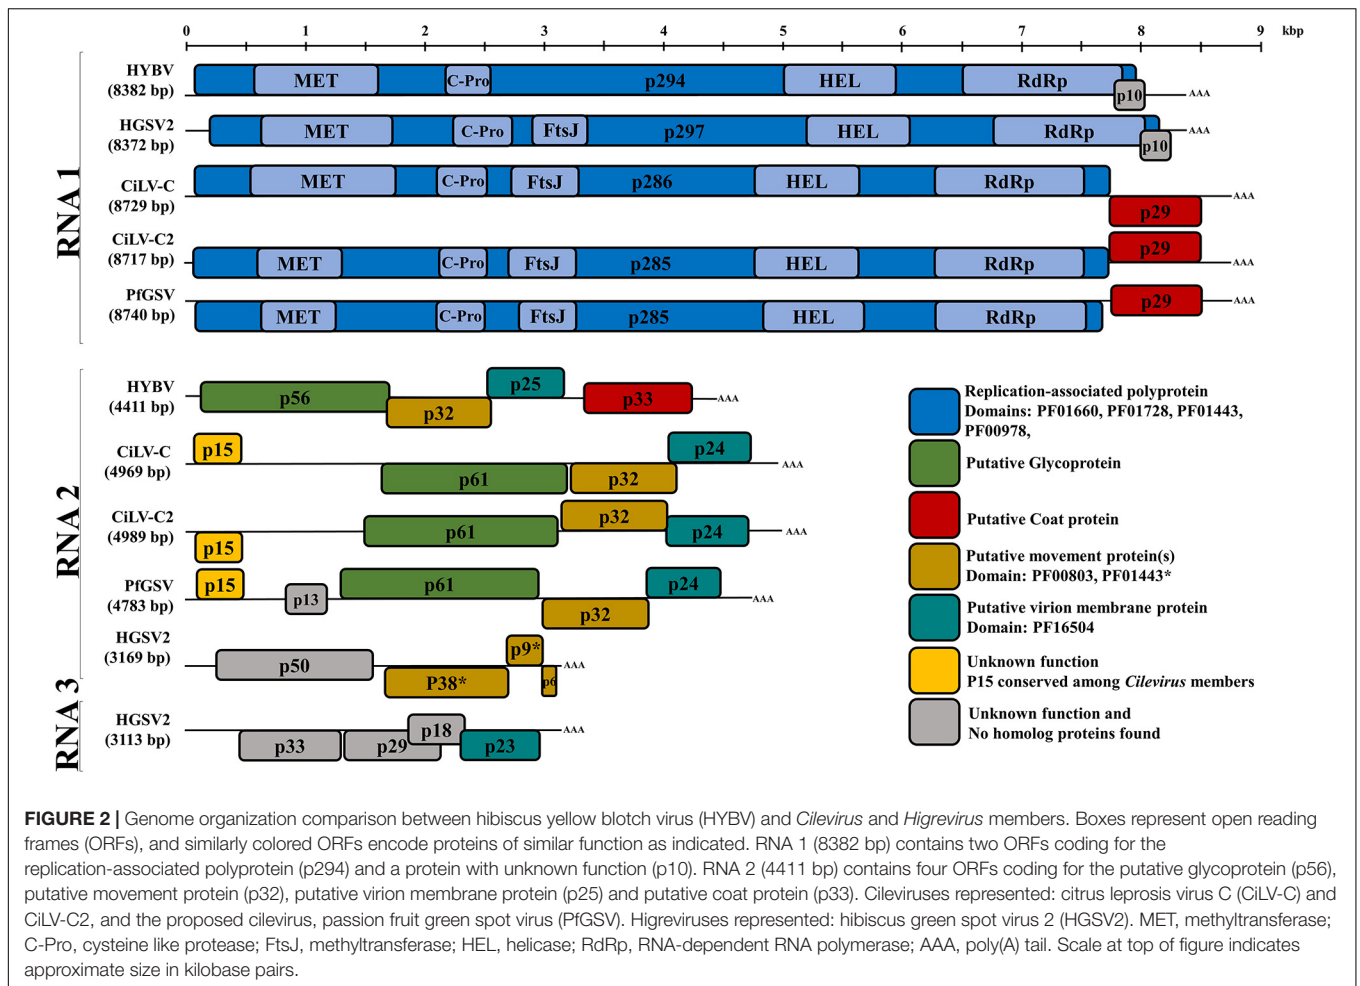 0 1 2 3 4 5 6 7 8 9 kbp
RNA 1
HYBV
(8382 bp)
MET C-Pro p294 HEL RdRp p10 AAA
HGSV2
(8372 bp)
MET C-Pro FtsJ p297 HEL RdRp p10 AAA
CiLV-C
(8729 bp)
MET C-Pro FtsJ p286 HEL RdRp p29 AAA
CiLV-C2
(8717 bp)
MET C-Pro FtsJ p285 HEL RdRp p29 AAA
PfGSV
(8740 bp)
MET C-Pro FtsJ p285 HEL RdRp p29 AAA
RNA 2
HYBV
(4411 bp)
p56 p32 p25 p33 AAA
CiLV-C
(4969 bp)
p15 p61 p32 p24 AAA
CiLV-C2
(4989 bp)
p15 p61 p32 p24 AAA
PfGSV
(4783 bp)
p15 p13 p61 p32 p24 AAA
HGSV2
(3169 bp)
p50 P38* p9* p6 AAA
RNA 3
HGSV2
(3113 bp)
p33 p29 p18 p23 AAA
Replication-associated polyprotein
Domains: PF01660, PF01728, PF01443,
PF00978,
Putative Glycoprotein
Putative Coat protein
Putative movement protein(s)
Domain: PF00803, PF01443*
Putative virion membrane protein
Domain: PF16504
Unknown function
P15 conserved among Cilevirus members
Unknown function and
No homolog proteins found
FIGURE 2 | Genome organization comparison between hibiscus yellow blotch virus (HYBV) and Cilevirus and Higrevirus members. Boxes represent open reading
frames (ORFs), and similarly colored ORFs encode proteins of similar function as indicated. RNA 1 (8382 bp) contains two ORFs coding for the
replication-associated polyprotein (p294) and a protein with unknown function (p10). RNA 2 (4411 bp) contains four ORFs coding for the putative glycoprotein (p56),
putative movement protein (p32), putative virion membrane protein (p25) and putative coat protein (p33). Cileviruses represented: citrus leprosis virus C (CiLV-C) and
CiLV-C2, and the proposed cilevirus, passion fruit green spot virus (PfGSV). Higreviruses represented: hibiscus green spot virus 2 (HGSV2). MET, methyltransferase;
C-Pro, cysteine like protease; FtsJ, methyltransferase; HEL, helicase; RdRp, RNA-dependent RNA polymerase; AAA, poly(A) tail. Scale at top of figure indicates
approximate size in kilobase pairs.